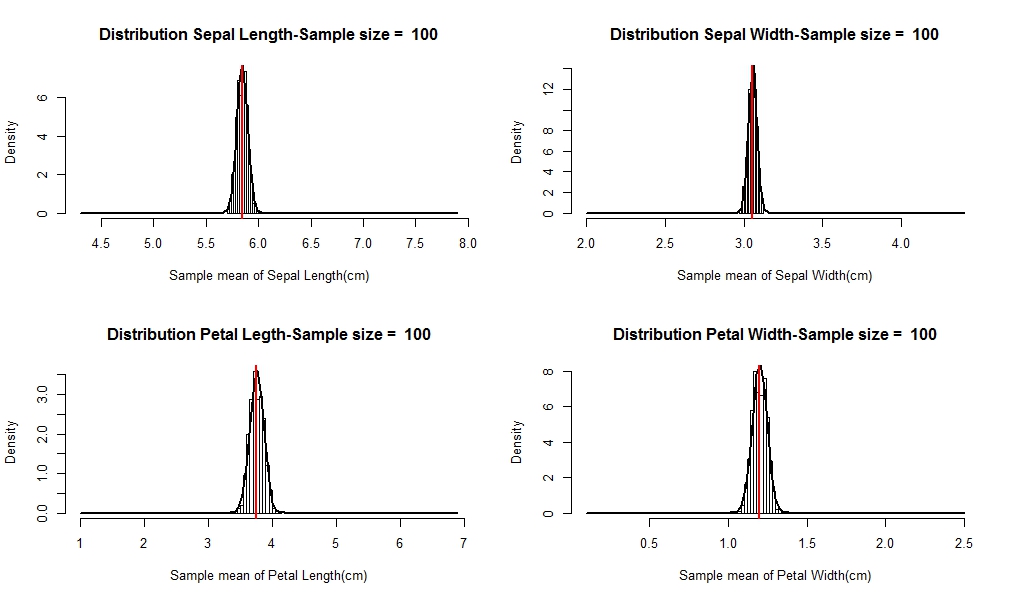 Distribution Sepal Length-Sample size =  100
Density
0 2 4 6
4.5 5.0 5.5 6.0 6.5 7.0 7.5 8.0
Sample mean of Sepal Length(cm)
Distribution Sepal Width-Sample size =  100
Density
0 2 4 6 8 12
2.0 2.5 3.0 3.5 4.0
Sample mean of Sepal Width(cm)
Distribution Petal Legth-Sample size =  100
Density
0.0 1.0 2.0 3.0
1 2 3 4 5 6 7
Sample mean of Petal Length(cm)
Distribution Petal Width-Sample size =  100
Density
0 2 4 6 8
0.5 1.0 1.5 2.0 2.5
Sample mean of Petal Width(cm)